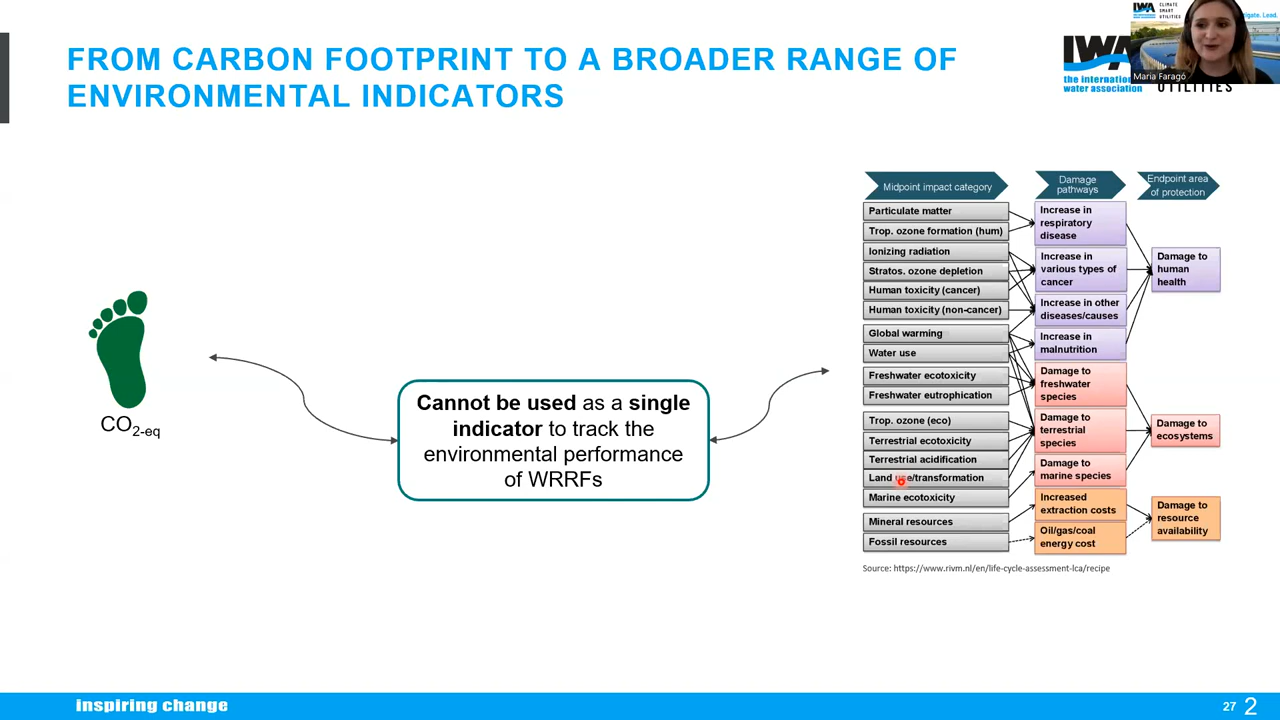 FROM CARBON FOOTPRINT TO A BROADER RANGE OF
ENVIRONMENTAL INDICATORS
IWA
CLIMATE
SMART
UTILITIES
Lead.
Maria Faragó
IWA
the
water association
UTILITIES
CO2-eq
Cannot be used as a single
indicator to track the
environmental performance
of WRRFs
Midpoint impact category
Damage
pathways
Endpoint area
of protection
Particulate matter
Trop. ozone formation (hum)
Ionizing radiation
Stratos. ozone depletion
Human toxicity (cancer)
Human toxicity (non-cancer)
Global warming
Water use
Freshwater ecotoxicity
Freshwater eutrophication
Trop. ozone (eco)
Terrestrial ecotoxicity
Terrestrial acidification
Land use/transformation
Marine ecotoxicity
Mineral resources
Fossil resources
Increase in
respiratory
disease
Increase in
various types of
cancer
Increase in other
diseases/causes
Increase in
malnutrition
Damage to
freshwater
species
Damage to
terrestrial
species
Damage to
marine species
Increased
extraction costs
Oil/gas/coal
energy cost
Damage to
human
health
Damage to
ecosystems
Damage to
resource
availability
Source: https://www.rivm.nl/en/life-cycle-assessment-lca/recipe
inspiring change
27 2